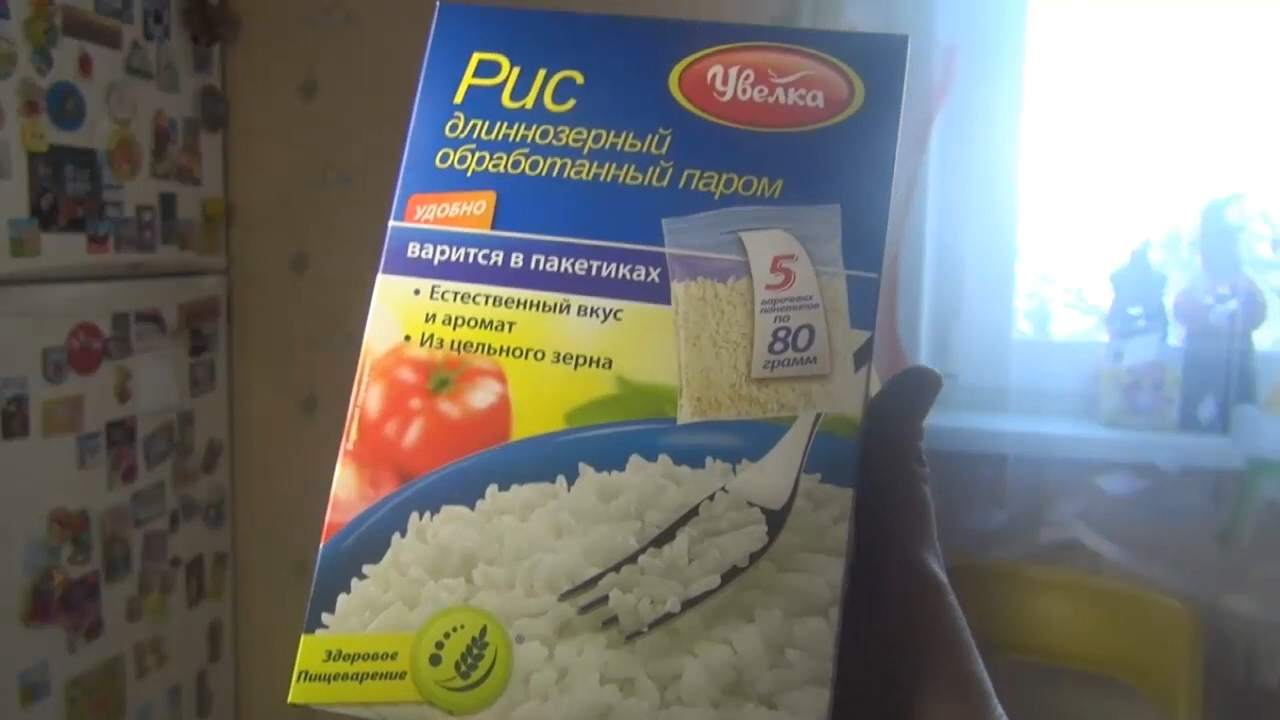 Рис
Увелка
длиннозерный
обработанный паром
УДОБНО
варится в пакетиках
• Естественный вкус
и аромат
• Из цельного зерна
5
варочных
пакетиков
по
80
грамм
Здоровое
Пищеварение